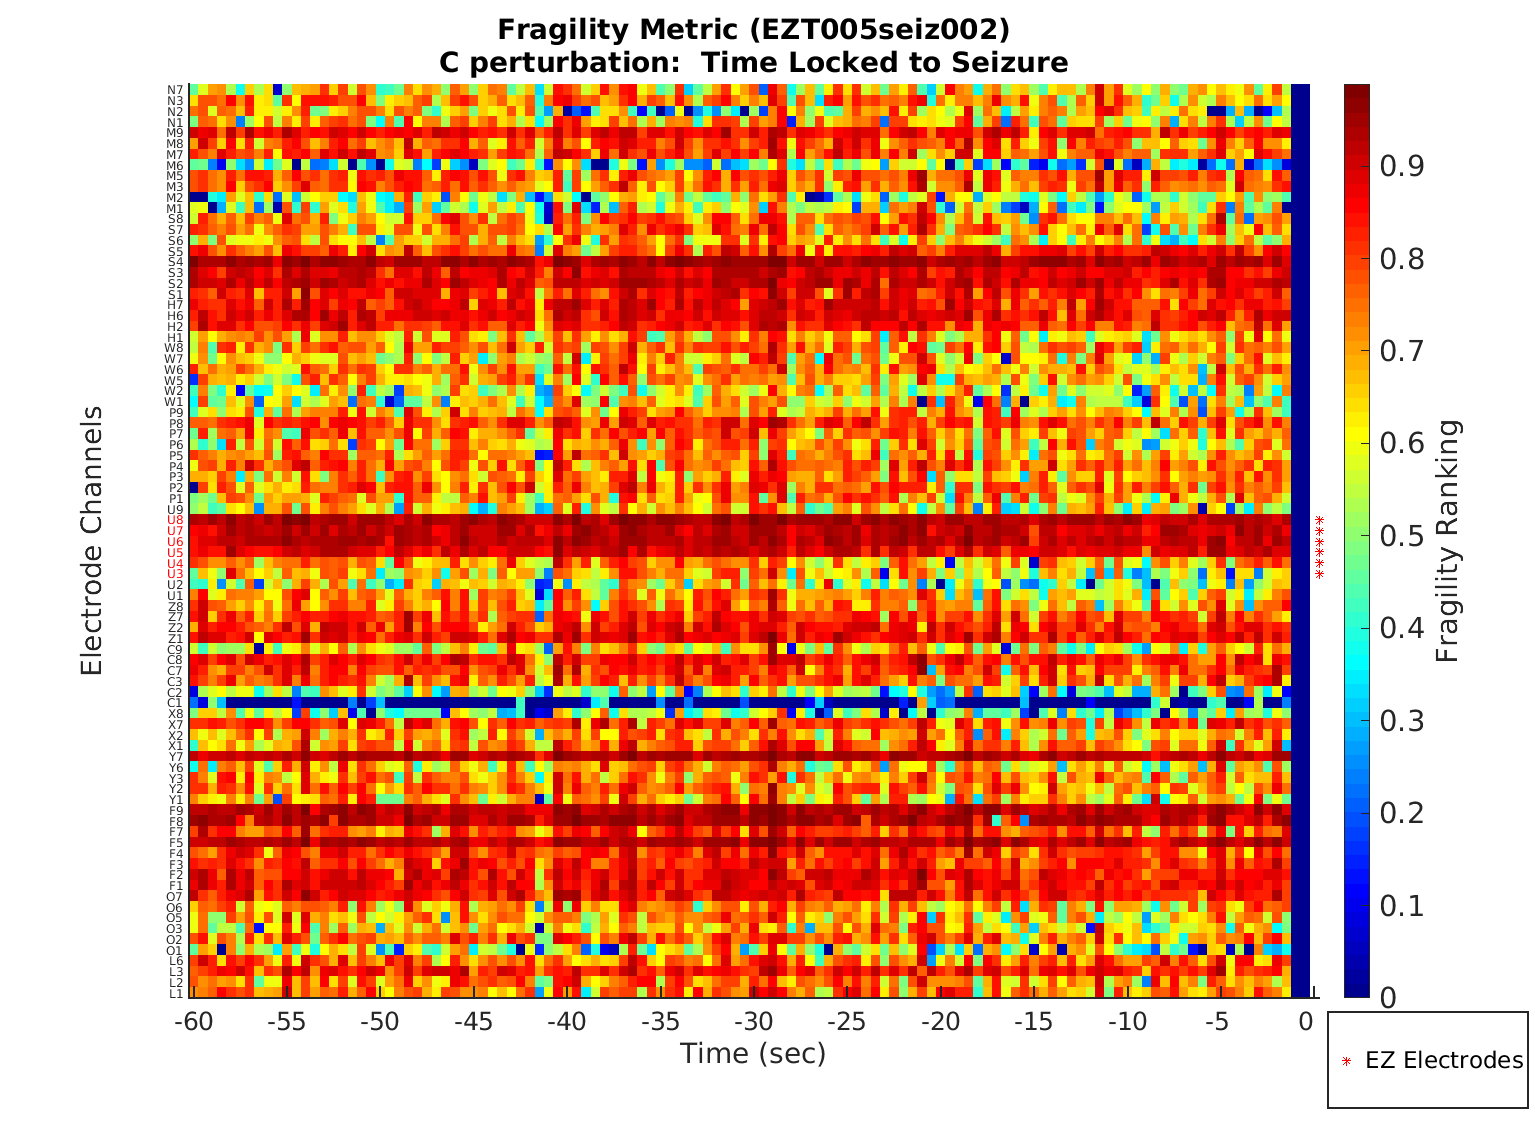 Fragility Metric (EZT005seiz002)
C perturbation:  Time Locked to Seizure
Electrode Channels
N7
N3
N2
N1
M9
M8
M7
M6
M5
M3
M2
M1
S8
S7
S6
S5
S4
S3
S2
S1
H7
H6
H2
H1
W8
W7
W6
W5
W2
W1
P9
P8
P7
P6
P5
P4
P3
P2
P1
U9
U8
U7
U6
U5
U4
U3
U2
U1
Z8
Z7
Z2
Z1
C9
C8
C7
C3
C2
C1
X8
X7
X2
X1
Y7
Y6
Y3
Y2
Y1
F9
F8
F7
F5
F4
F3
F2
F1
O7
O6
O5
O3
O2
O1
L6
L3
L2
L1
-60 -55 -50 -45 -40 -35 -30 -25 -20 -15 -10 -5 0
Time (sec)
0.9
0.8
0.7
0.6
0.5
0.4
0.3
0.2
0.1
0
Fragility Ranking
EZ Electrodes